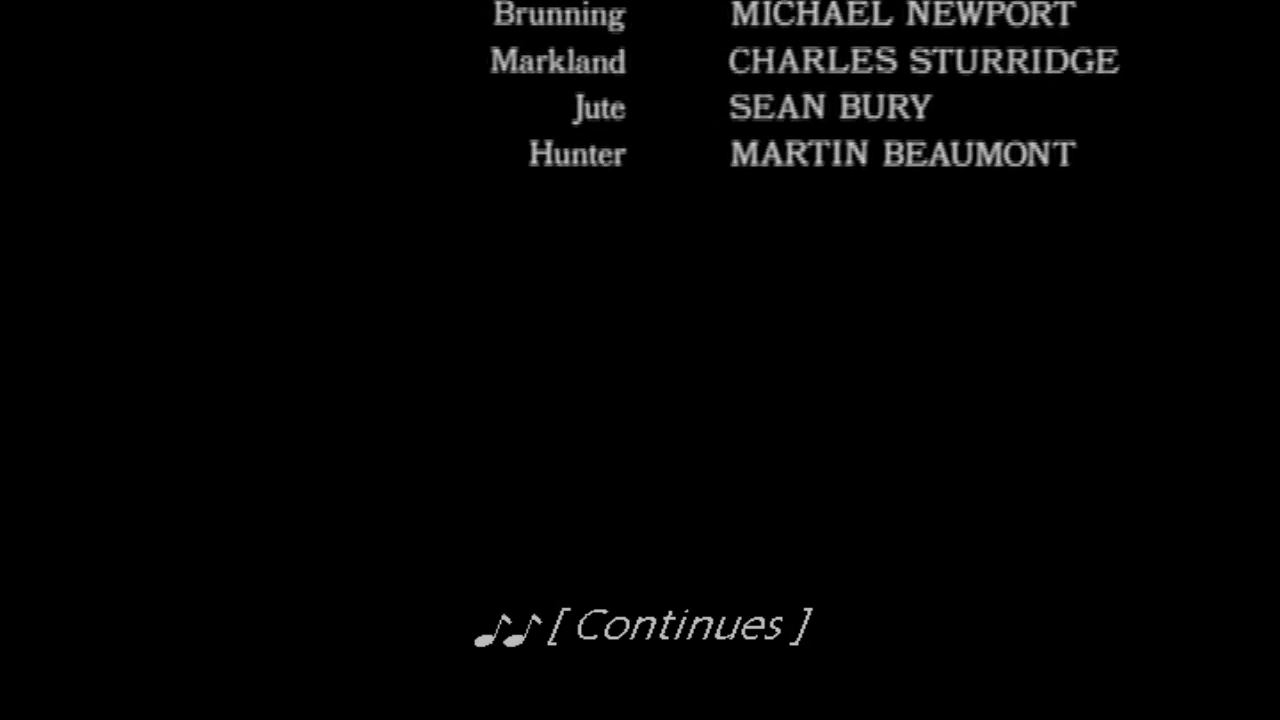 Brunning MICHAEL NEWPORT
Markland CHARLES STURRIDGE
Jute SEAN BURY
Hunter MARTIN BEAUMONT
♪♪ [ Continues ]